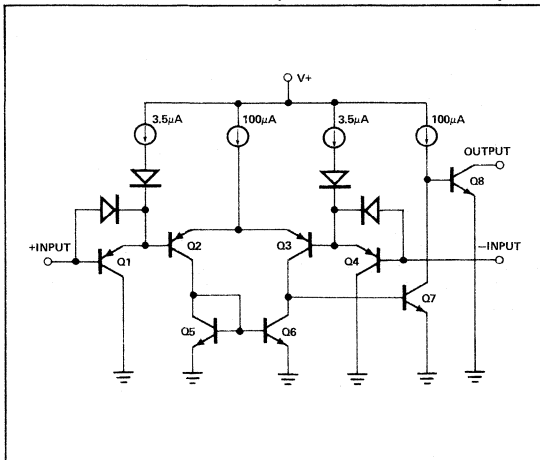 V+
3.5μA
100μA
3.5μA
100μA
OUTPUT
Q8
+INPUT
Q1
Q2
Q3
Q4
–INPUT
Q7
Q5
Q6